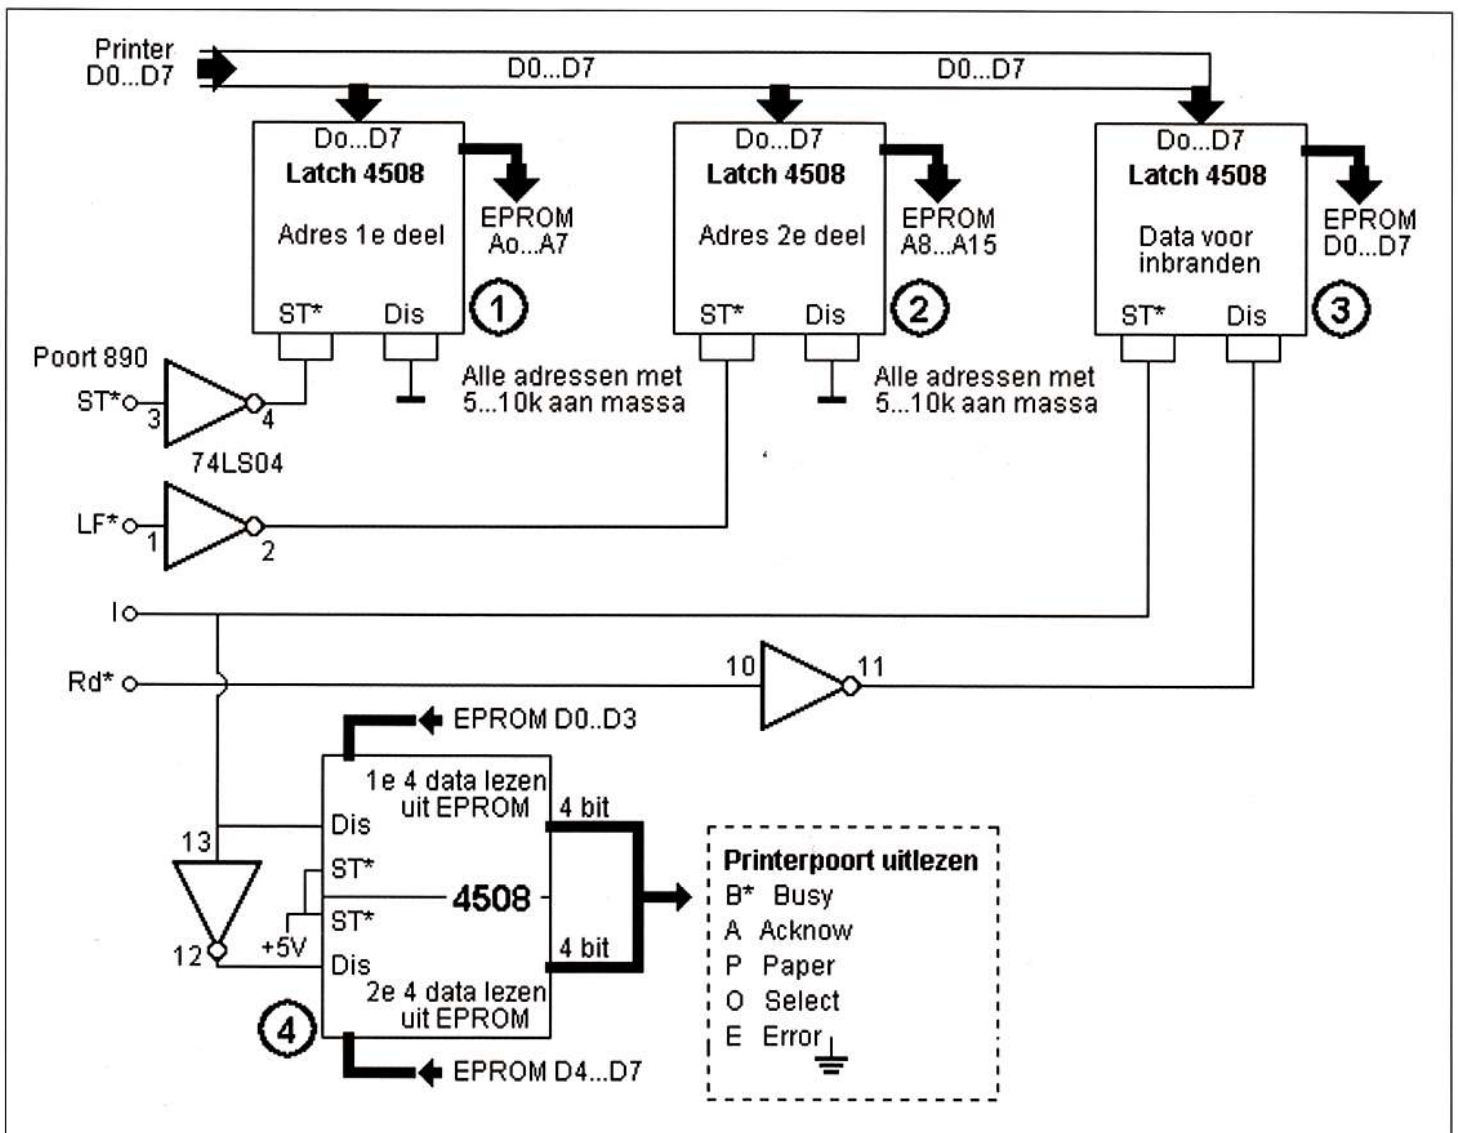 Printer
D0...D7
D0...D7
D0...D7
Do...D7
Latch 4508
Adres 1e deel
ST* Dis
1
EPROM
Ao...A7
Do...D7
Latch 4508
Adres 2e deel
ST* Dis
2
EPROM
A8...A15
Do...D7
Latch 4508
Data voor
inbranden
ST* Dis
3
EPROM
D0...D7
Poort 890
ST*
3
4
74LS04
Alle adressen met
5...10k aan massa
Alle adressen met
5...10k aan massa
LF*
1
2
I
Rd*
10
11
EPROM D0..D3
1e 4 data lezen
uit EPROM
4 bit
Dis
13
ST*
4508
ST*
+5V
12
Dis
4 bit
2e 4 data lezen
uit EPROM
4
EPROM D4...D7
Printerpoort uitlezen
B* Busy
A Acknow
P Paper
O Select
E Error